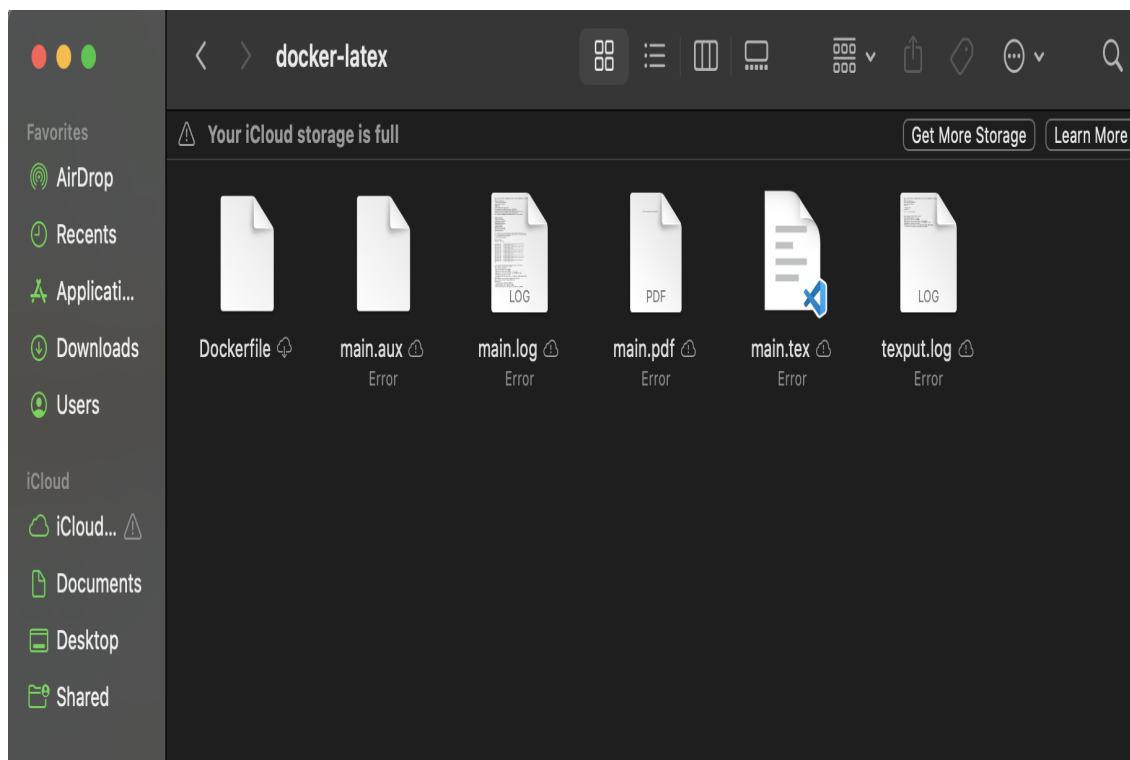 docker-latex
Favorites
AirDrop
Recents
Applicati...
Downloads
Users
iCloud
iCloud...
Documents
Desktop
Shared
Your iCloud storage is full
Get More Storage
Learn More
LOG
PDF
LOG
Dockerfile
main.aux
main.log
main.pdf
main.tex
texput.log
Error
Error
Error
Error
Error